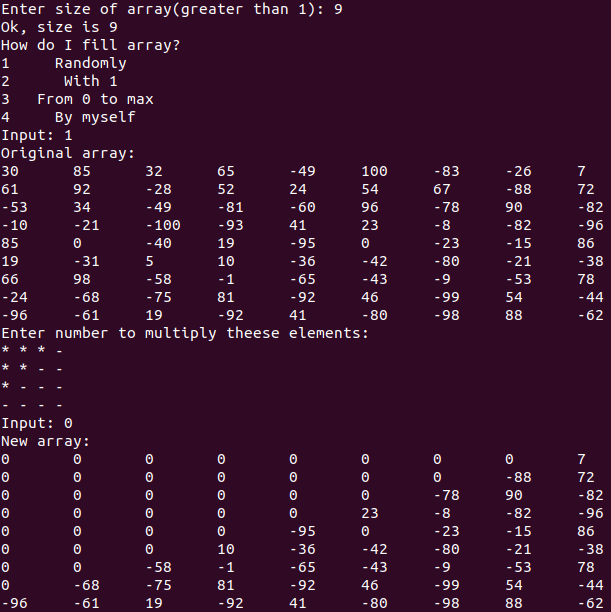 Enter size of array(greater than 1): 9
Ok, size is 9
How do I fill array?
1     Randomly
2      With 1
3   From 0 to max
4     By myself
Input: 1
Original array:
30      85      32      65      -49     100     -83     -26     7
61      92      -28     52      24      54      67      -88     72
-53     34      -49     -81     -60     96      -78     90      -82
-10     -21     -100    -93     41      23      -8      -82     -96
85      0       -40     19      -95     0       -23     -15     86
19      -31     5       10      -36     -42     -80     -21     -38
66      98      -58     -1      -65     -43     -9      -53     78
-24     -68     -75     81      -92     46      -99     54      -44
-96     -61     19      -92     41      -80     -98     88      -62
Enter number to multiply theese elements:
* * * -
* * - -
* - - -
- - - -
Input: 0
New array:
0       0       0       0       0       0       0       0       7
0       0       0       0       0       0       0       -88     72
0       0       0       0       0       0       -78     90      -82
0       0       0       0       0       23      -8      -82     -96
0       0       0       0       -95     0       -23     -15     86
0       0       0       10      -36     -42     -80     -21     -38
0       0       -58     -1      -65     -43     -9      -53     78
0       -68     -75     81      -92     46      -99     54      -44
-96     -61     19      -92     41      -80     -98     88      -62